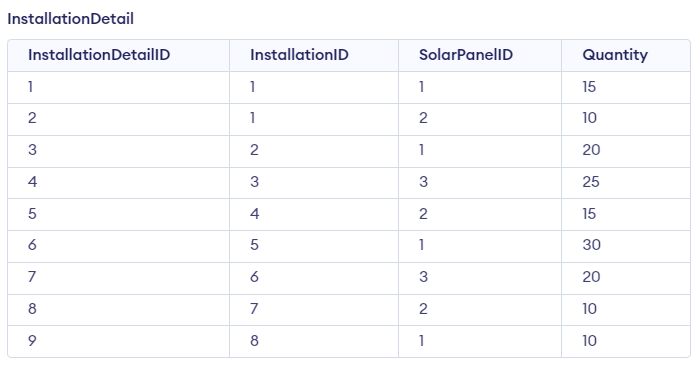 InstallationDetail
InstallationDetailID InstallationID SolarPanelID Quantity
1 1 1 15
2 1 2 10
3 2 1 20
4 3 3 25
5 4 2 15
6 5 1 30
7 6 3 20
8 7 2 10
9 8 1 10